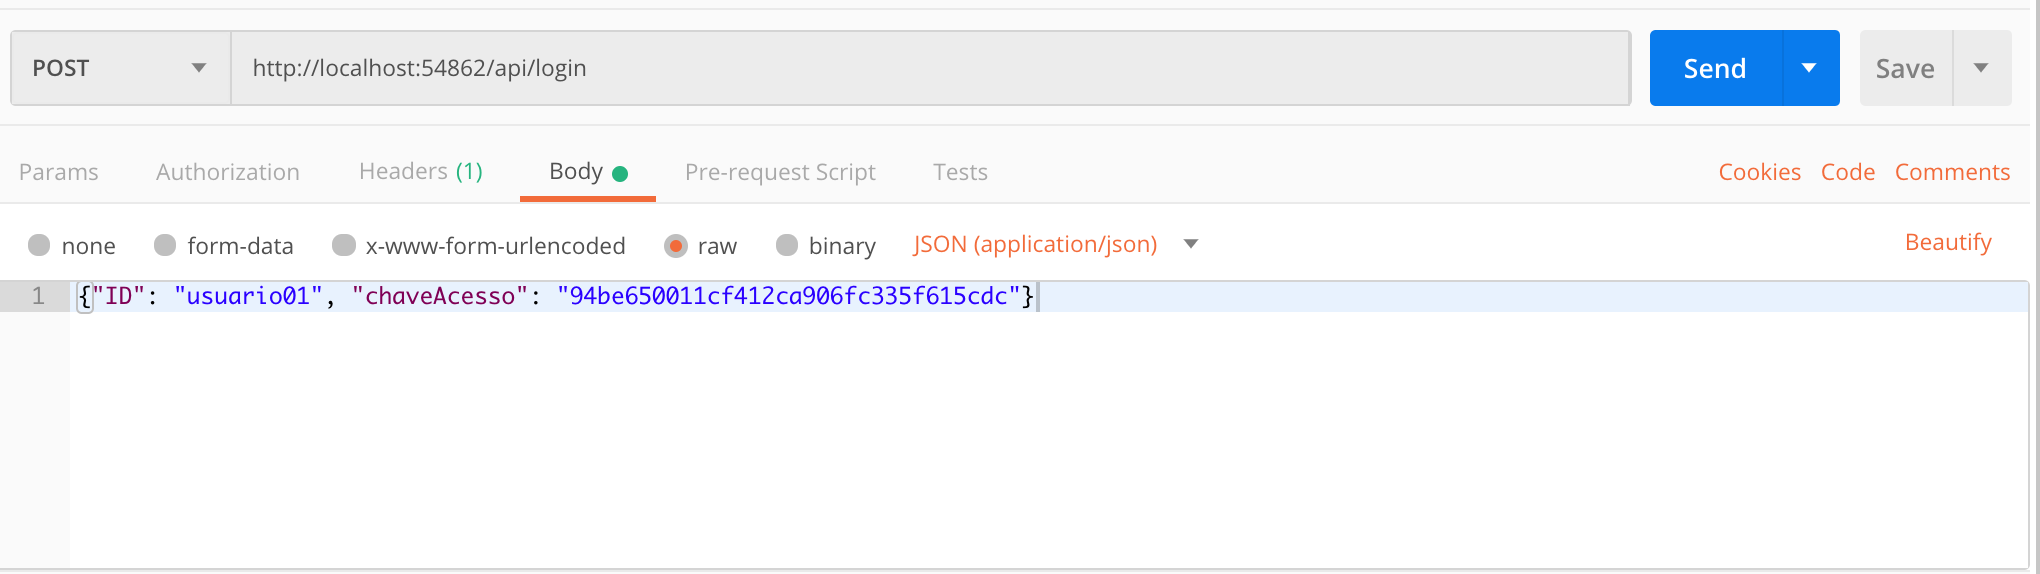 POST http://localhost:54862/api/login Send Save
Params Authorization Headers (1) Body Pre-request Script Tests Cookies Code Comments
none form-data x-www-form-urlencoded raw binary JSON (application/json) Beautify
1 {"ID": "usuario01", "chaveAcesso": "94be650011cf412ca906fc335f615cdc"}